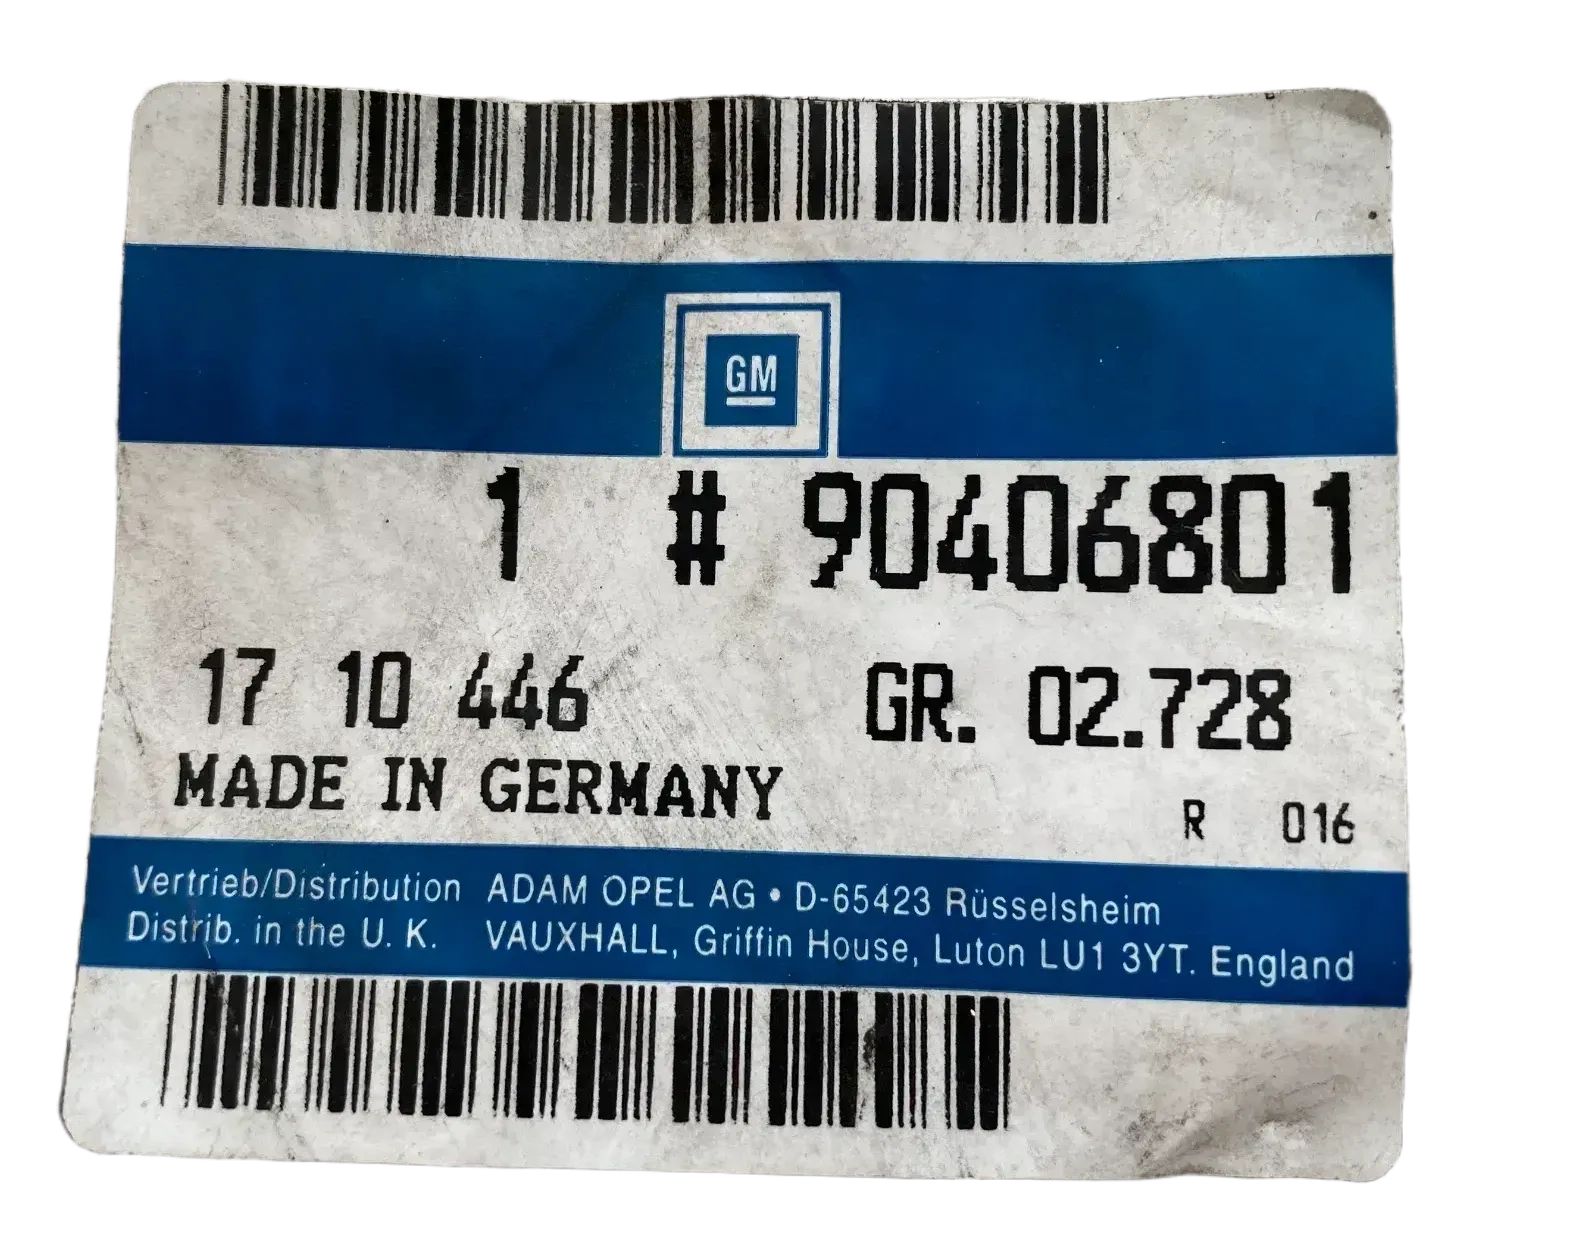 GM
1 # 90406801
17 10 446 GR. 02.728
MADE IN GERMANY
R 016
Vertrieb/Distribution ADAM OPEL AG • D-65423 Rüsselsheim
Distrib. in the U. K. VAUXHALL, Griffin House, Luton LU1 3YT. England